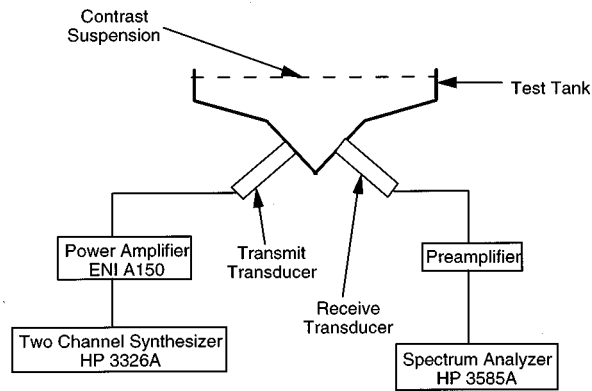 Contrast
Suspension
Test Tank
Power Amplifier
ENI A150
Transmit
Transducer
Preamplifier
Receive
Transducer
Two Channel Synthesizer
HP 3326A
Spectrum Analyzer
HP 3585A